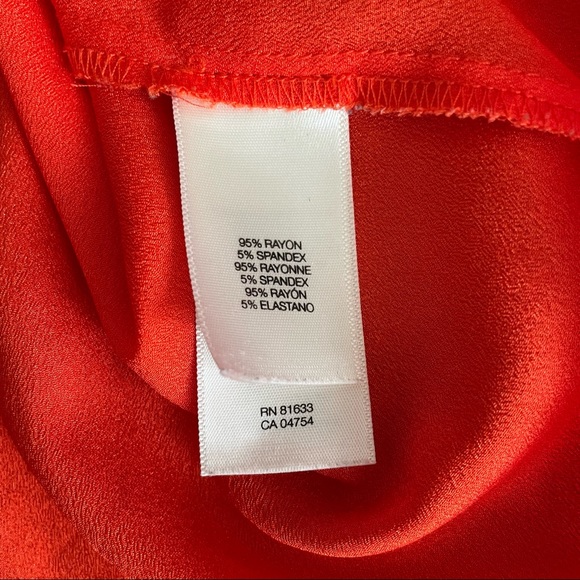 95% RAYON
5% SPANDEX
95% RAYONNE
5% SPANDEX
95% RAYÓN
5% ELASTANO
RN 81633
CA 04754